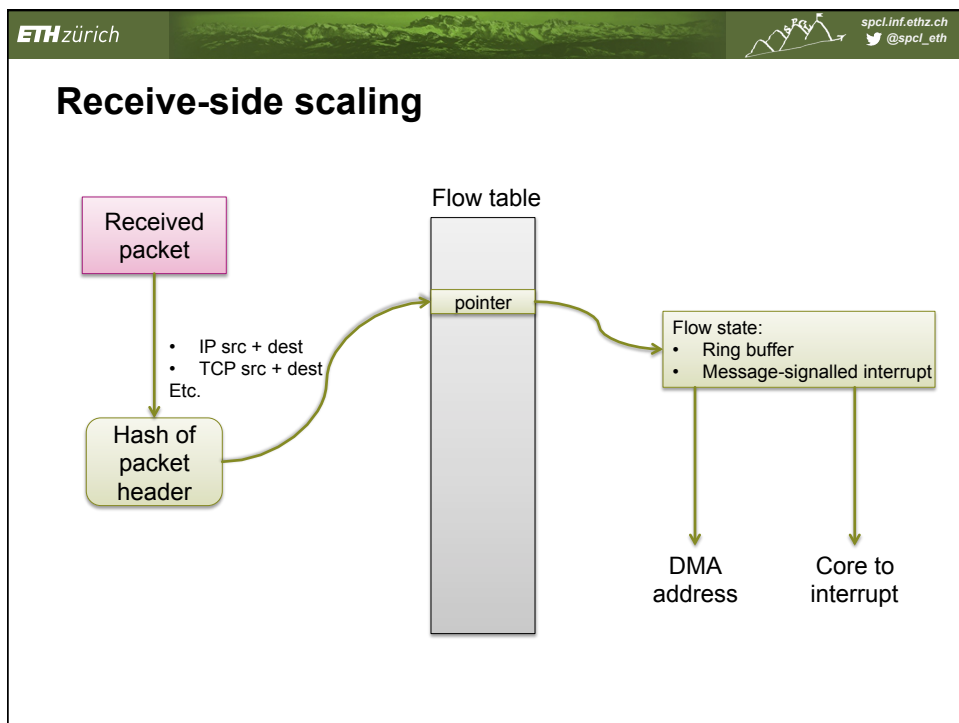 ETH zürich
spcl.inf.ethz.ch
@spcl_eth
Receive-side scaling
Flow table
Received
packet
pointer
• IP src + dest
• TCP src + dest
Etc.
Flow state:
• Ring buffer
• Message-signalled interrupt
Hash of
packet
header
DMA
address
Core to
interrupt